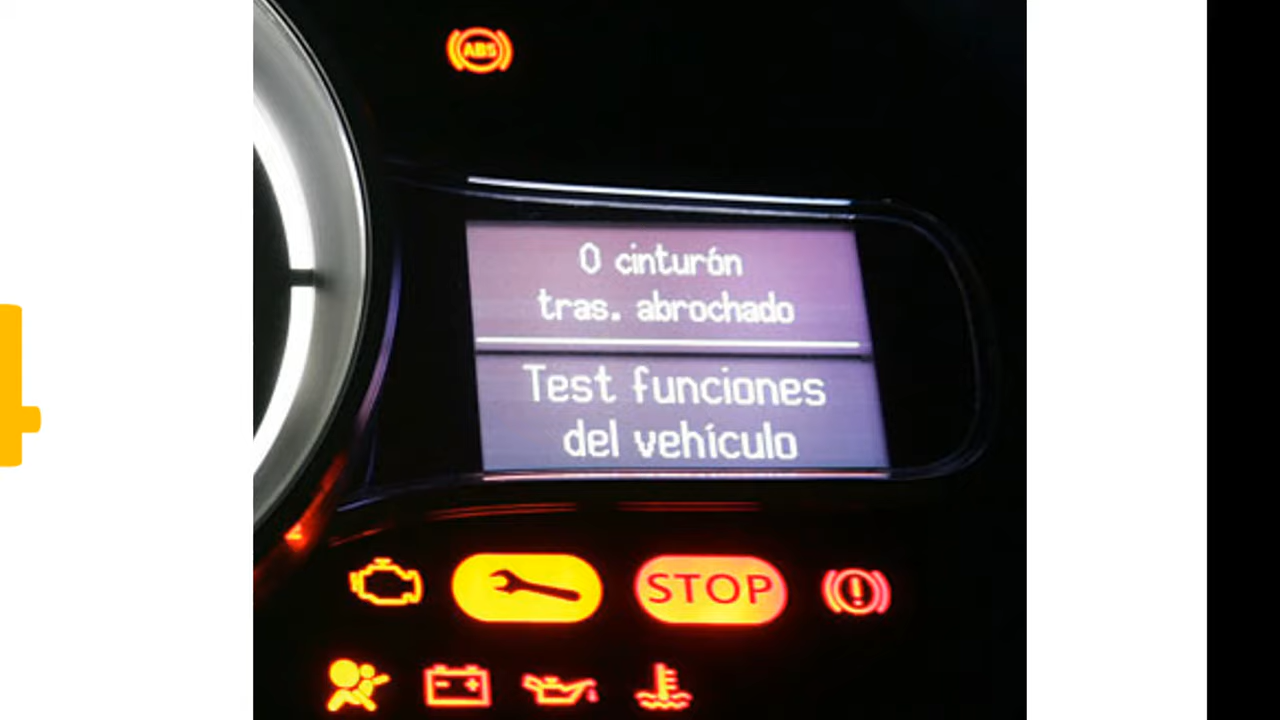 ABS
0 cinturón
tras. abrochado
Test funciones
del vehículo
STOP